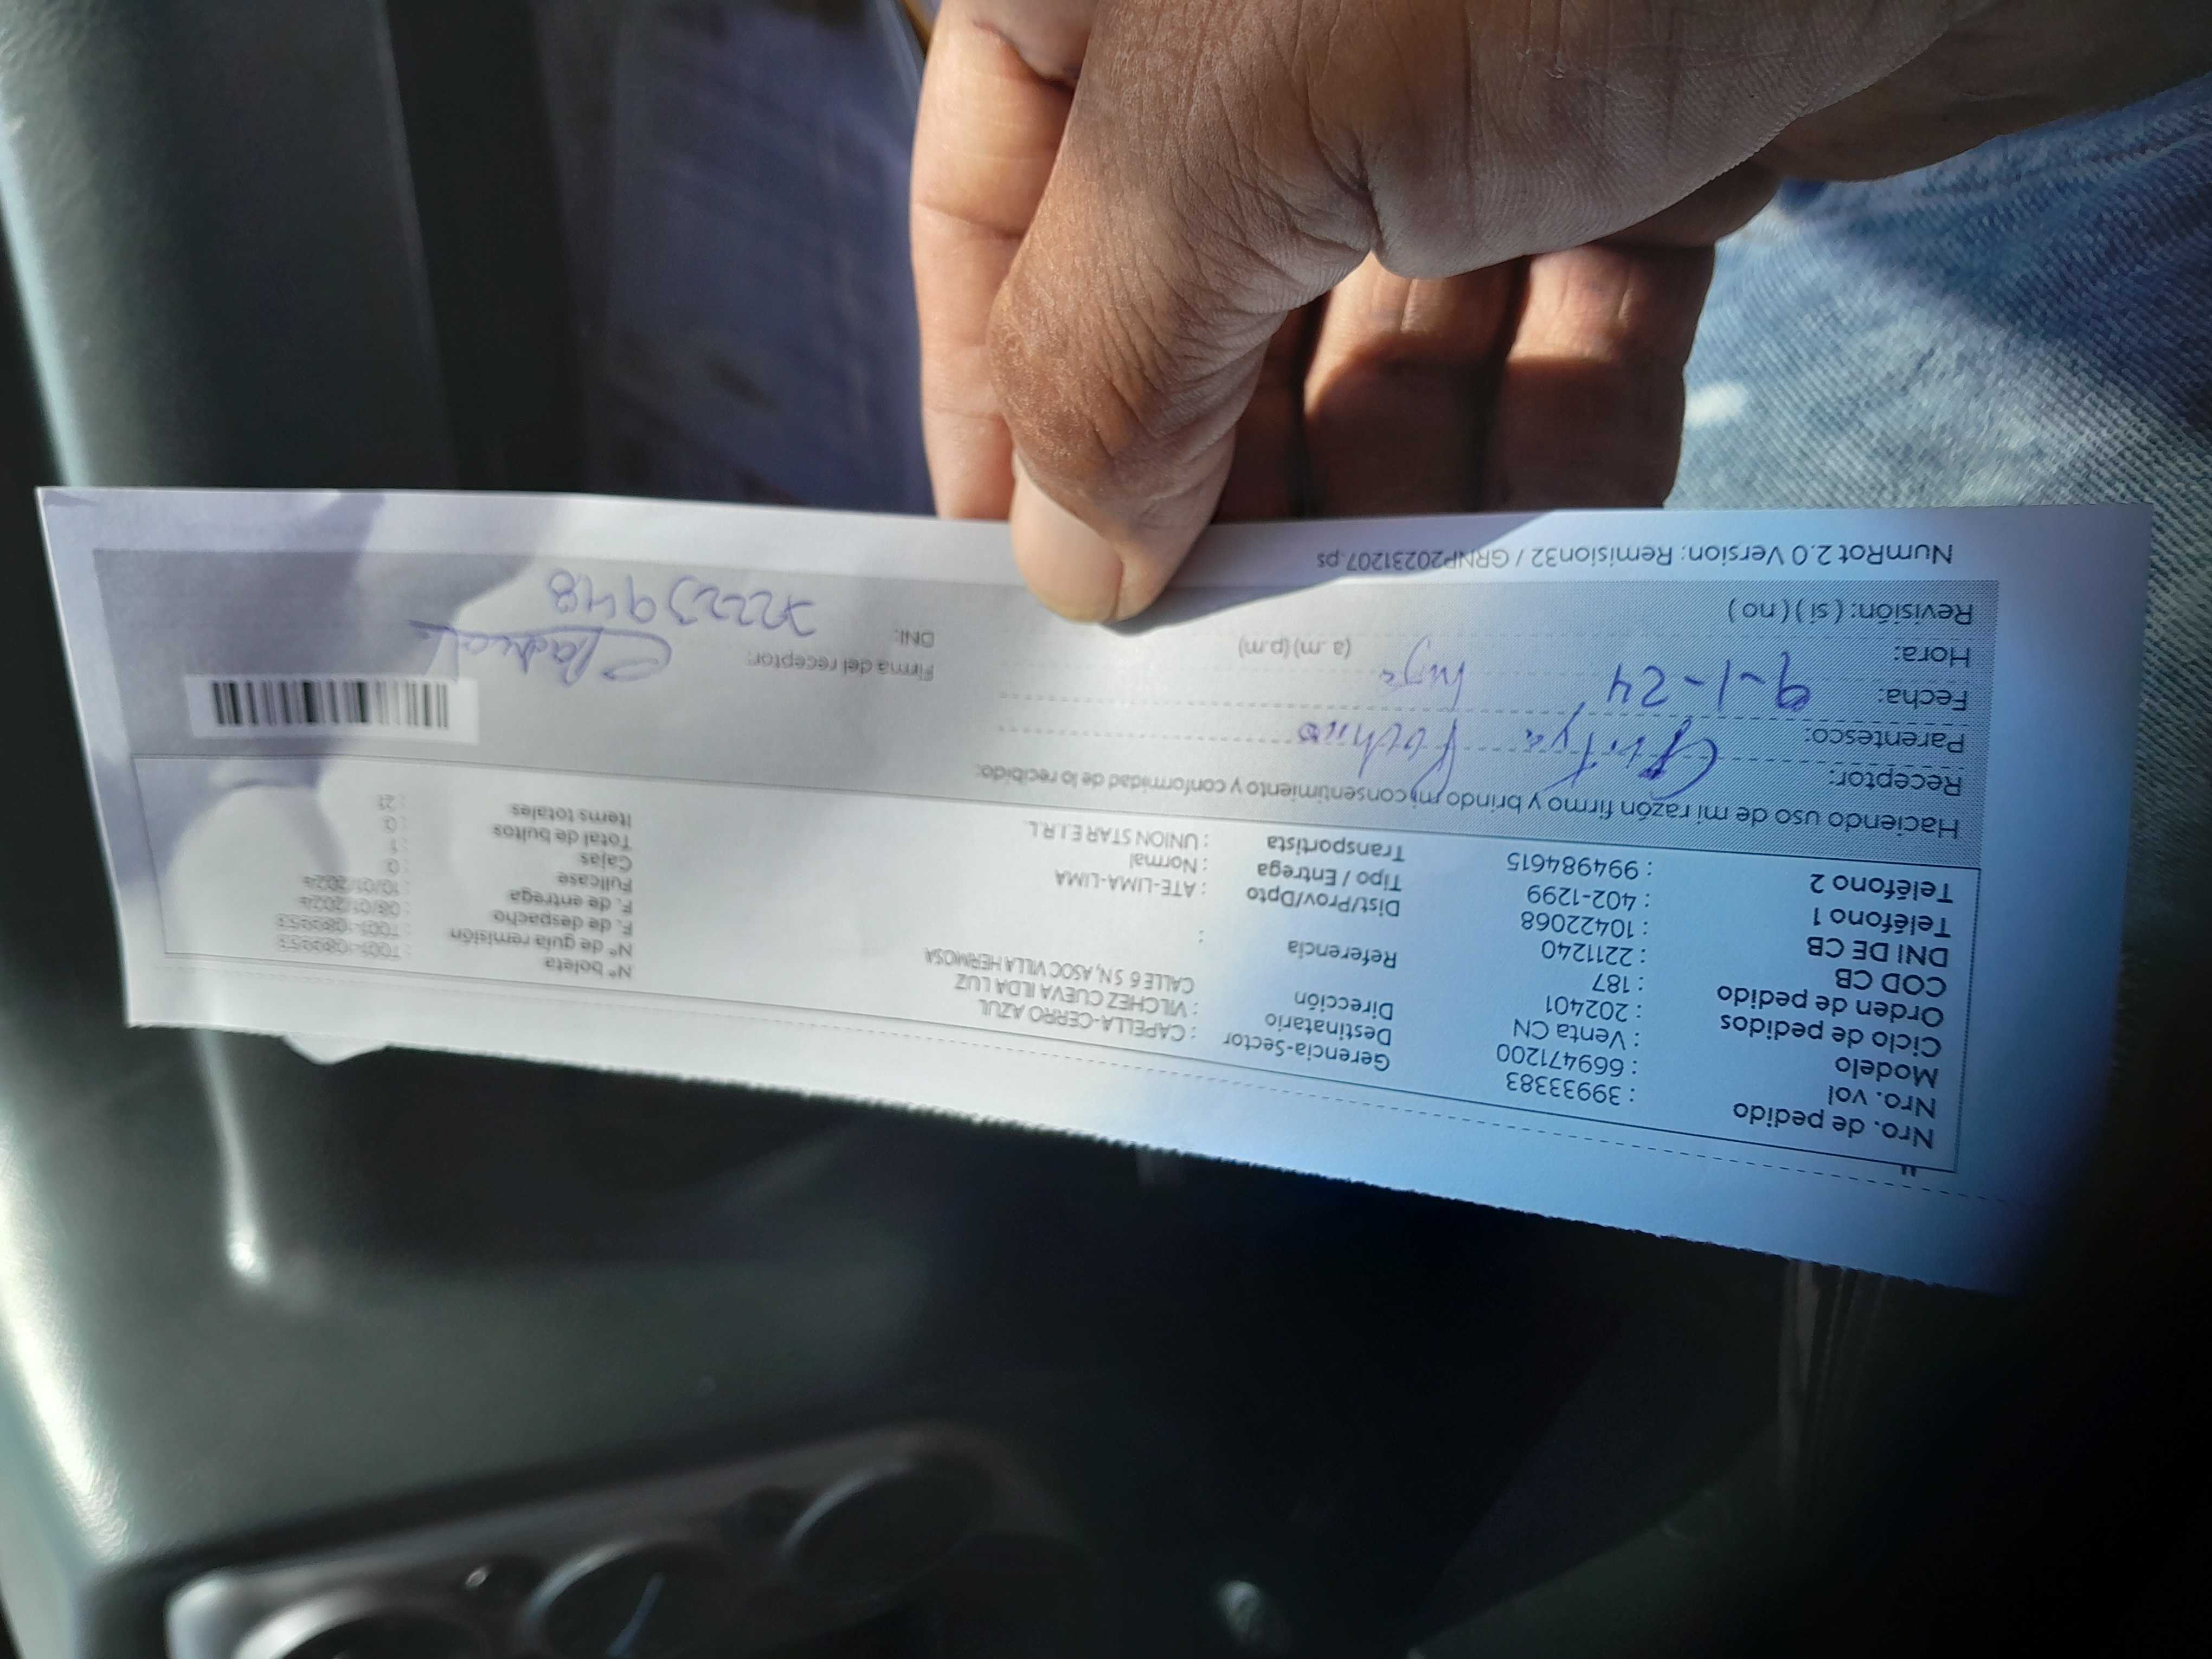 Nro. de pedido : 39933383
Nro. vol : 669471200
Modelo : Venta CN
Ciclo de pedidos : 202401
Orden de pedido : 187
COD CB : 2211240
DNI DE CB : 10422068
Teléfono 1 : 402-1299
Teléfono 2 : 994984615
Gerencia-Sector : CAPELLA-CERRO AZUL
Destinatario : VILCHEZ CUEVA ILDA LUZ
Dirección CALLE 6 SN, ASOC VILLA HERMOSA
Referencia :
Dist/Prov/Dpto : ATE-LIMA-LIMA
Tipo / Entrega : Normal
Transportista : UNION STAR E.I.R.L.
N° boleta
N° de guía remisión
F. de despacho : 08/01/2024
F. de entrega : 10/01/2024
Fullcase : 0
Cajas : 1
Total de bultos : 0
Items totales : 21
Haciendo uso de mi razón firmo y brindo mi consentimiento y conformidad de lo recibido:
Receptor:
Parentesco:
Fecha: 9-1-24
Hora: (a .m) (p.m)
Revisión: ( si ) ( no )
Firma del receptor:
DNI:
NumRot 2.0 Version: Remision32 / GRNP20231207.ps